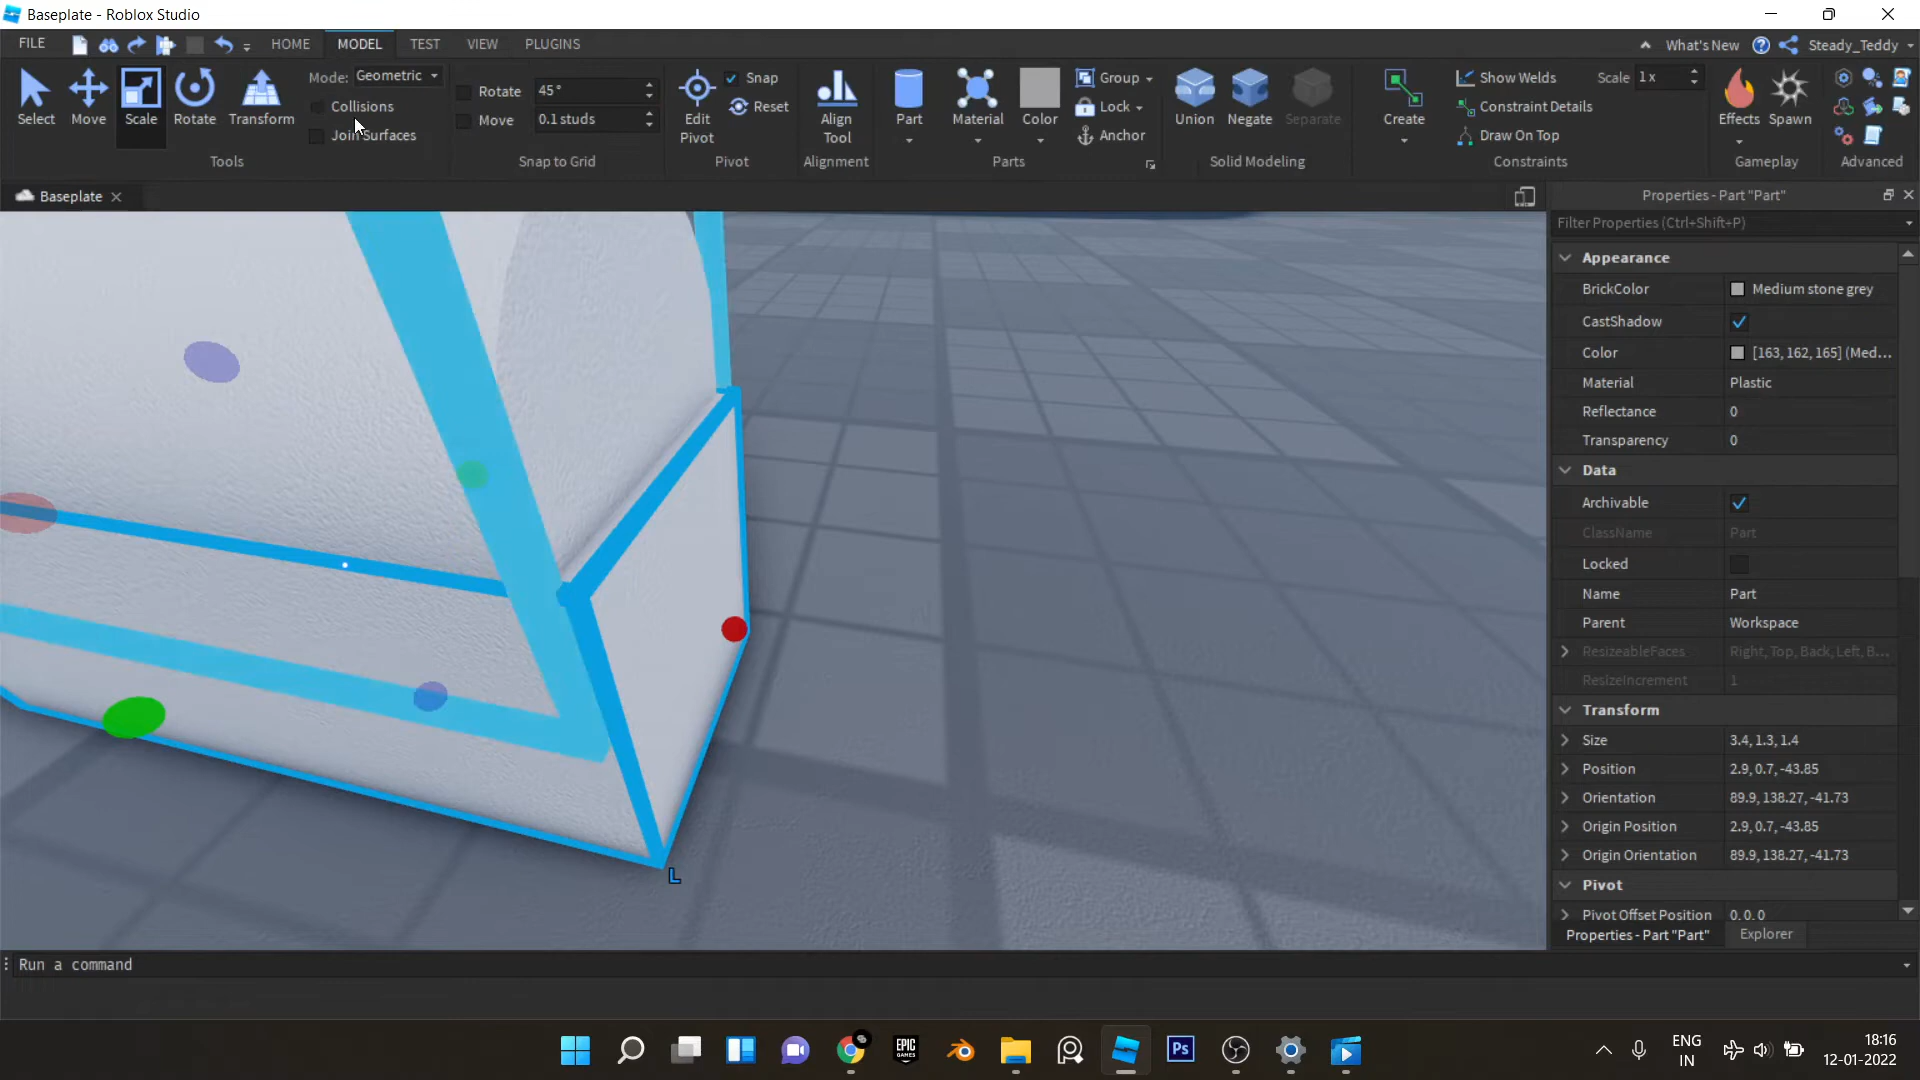 Baseplate - Roblox Studio
FILE HOME MODEL TEST VIEW PLUGINS What's New Steady_Teddy
Select Move Scale Rotate Transform
Mode: Geometric
Collisions
Join Surfaces
Tools
Rotate 45°
Move 0.1 studs
Snap to Grid
Edit Pivot
Snap
Reset
Pivot
Align Tool
Alignment
Part Material Color
Group
Lock
Anchor
Parts
Union Negate Separate
Solid Modeling
Create
Show Welds Scale 1 x
Constraint Details
Draw On Top
Constraints
Effects Spawn
Gameplay
Advanced
Baseplate
Properties - Part "Part"
Filter Properties (Ctrl+Shift+P)
Appearance
BrickColor Medium stone grey
CastShadow
Color [163, 162, 165] (Med...
Material Plastic
Reflectance 0
Transparency 0
Data
Archivable
ClassName Part
Locked
Name Part
Parent Workspace
ResizeableFaces Right, Top, Back, Left, B...
ResizeIncrement 1
Transform
Size 3.4, 1.3, 1.4
Position 2.9, 0.7, -43.85
Orientation 89.9, 138.27, -41.73
Origin Position 2.9, 0.7, -43.85
Origin Orientation 89.9, 138.27, -41.73
Pivot
Pivot Offset Position 0, 0, 0
Properties - Part "Part" Explorer
L
Run a command
EPIC GAMES
Ps
ENG
IN
18:16
12-01-2022